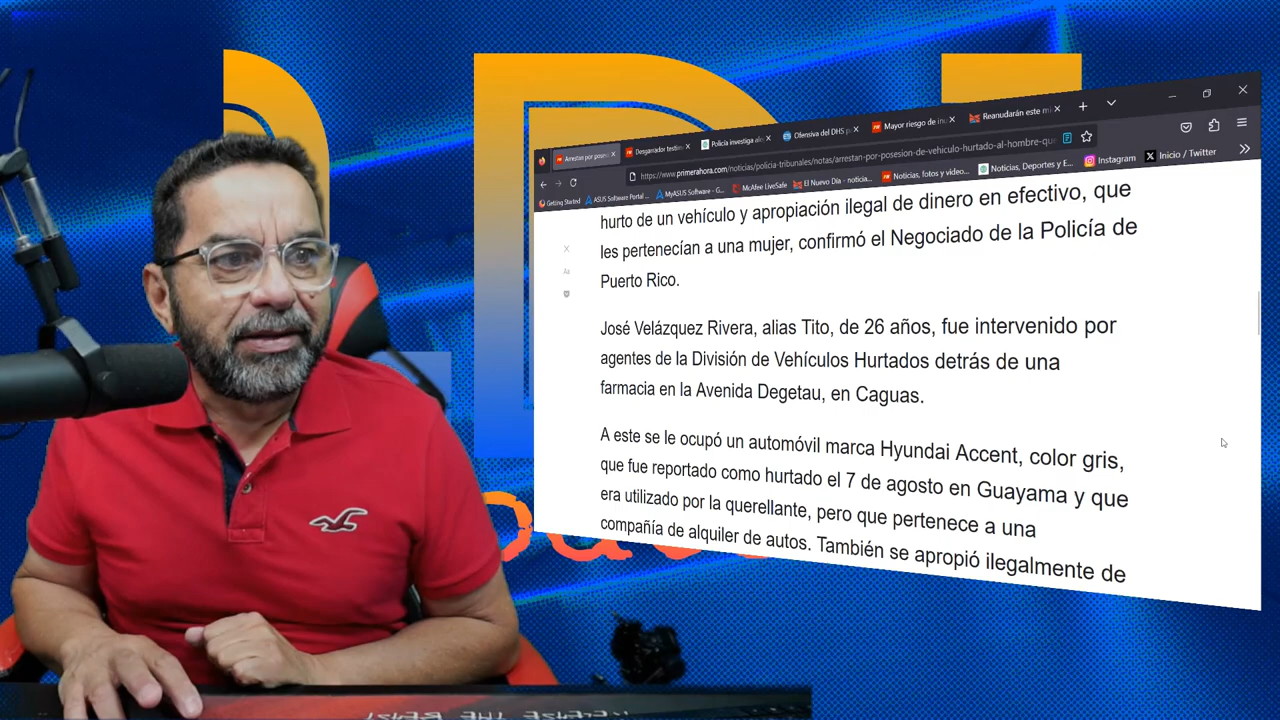 Arrestan por poses
Desgarrador testim
Policía investiga ale
Ofensiva del DHS p
Mayor riesgo de inu
Reanudarán este mi
https://www.primerahora.com/noticias/policia-tribunales/notas/arrestan-por-posesion-de-vehiculo-hurtado-al-hombre-qu
Getting Started
ASUS Software Portal ...
MyASUS Software - G...
McAfee LiveSafe
El Nuevo Día - noticia...
Noticias, fotos y video...
Noticias, Deportes y E...
Instagram
Inicio / Twitter
hurto de un vehículo y apropiación ilegal de dinero en efectivo, que
les pertenecían a una mujer, confirmó el Negociado de la Policía de
Puerto Rico.
José Velázquez Rivera, alias Tito, de 26 años, fue intervenido por
agentes de la División de Vehículos Hurtados detrás de una
farmacia en la Avenida Degetau, en Caguas.
A este se le ocupó un automóvil marca Hyundai Accent, color gris,
que fue reportado como hurtado el 7 de agosto en Guayama y que
era utilizado por la querellante, pero que pertenece a una
compañía de alquiler de autos. También se apropió ilegalmente de